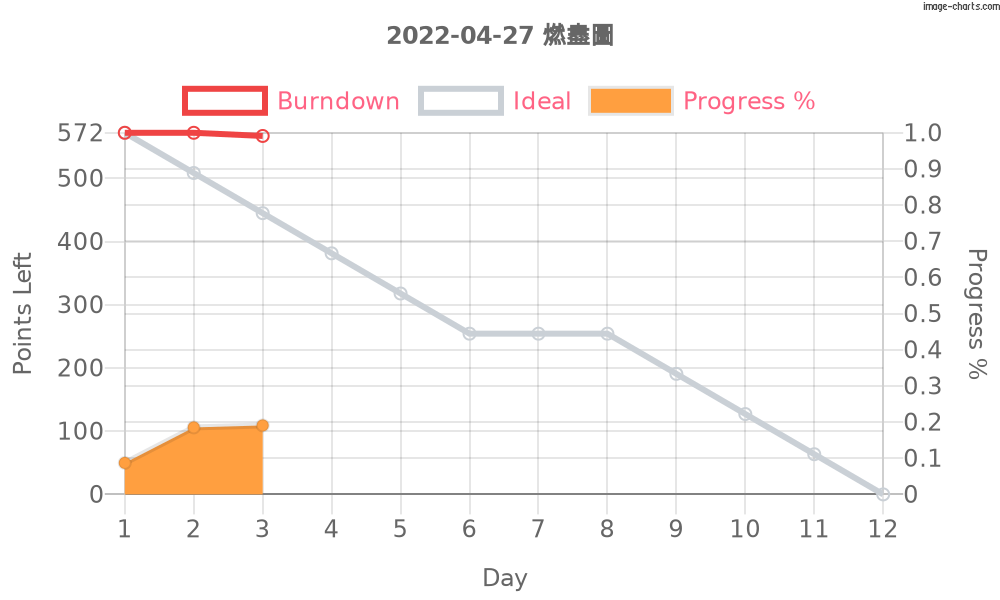 image-charts.com
2022-04-27 燃盡圖
Burndown Ideal Progress %
572 1.0
500 0.9
0.8
400 0.7
0.6
300 0.5
0.4
200 0.3
0.2
100 0.1
0 0
Points Left
Progress %
1 2 3 4 5 6 7 8 9 10 11 12
Day